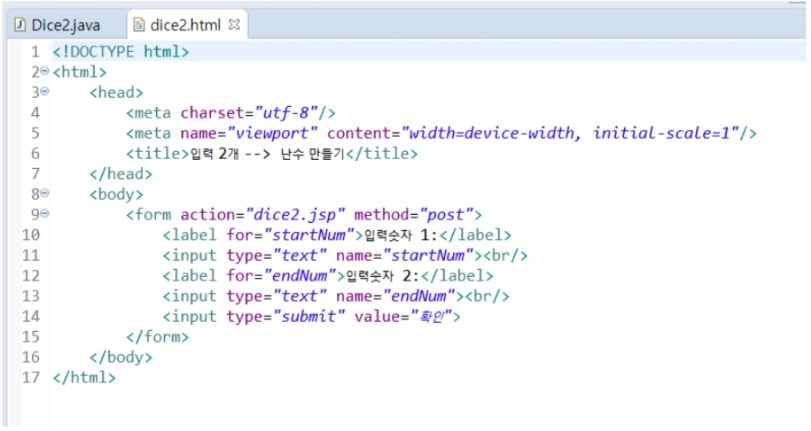 Dice2.java dice2.html
1 <!DOCTYPE html>
2 <html>
3 <head>
4 <meta charset="utf-8"/>
5 <meta name="viewport" content="width=device-width, initial-scale=1"/>
6 <title>입력 2개 --> 난수 만들기</title>
7 </head>
8 <body>
9 <form action="dice2.jsp" method="post">
10 <label for="startNum">입력숫자 1:</label>
11 <input type="text" name="startNum"><br/>
12 <label for="endNum">입력숫자 2:</label>
13 <input type="text" name="endNum"><br/>
14 <input type="submit" value="확인">
15 </form>
16 </body>
17 </html>